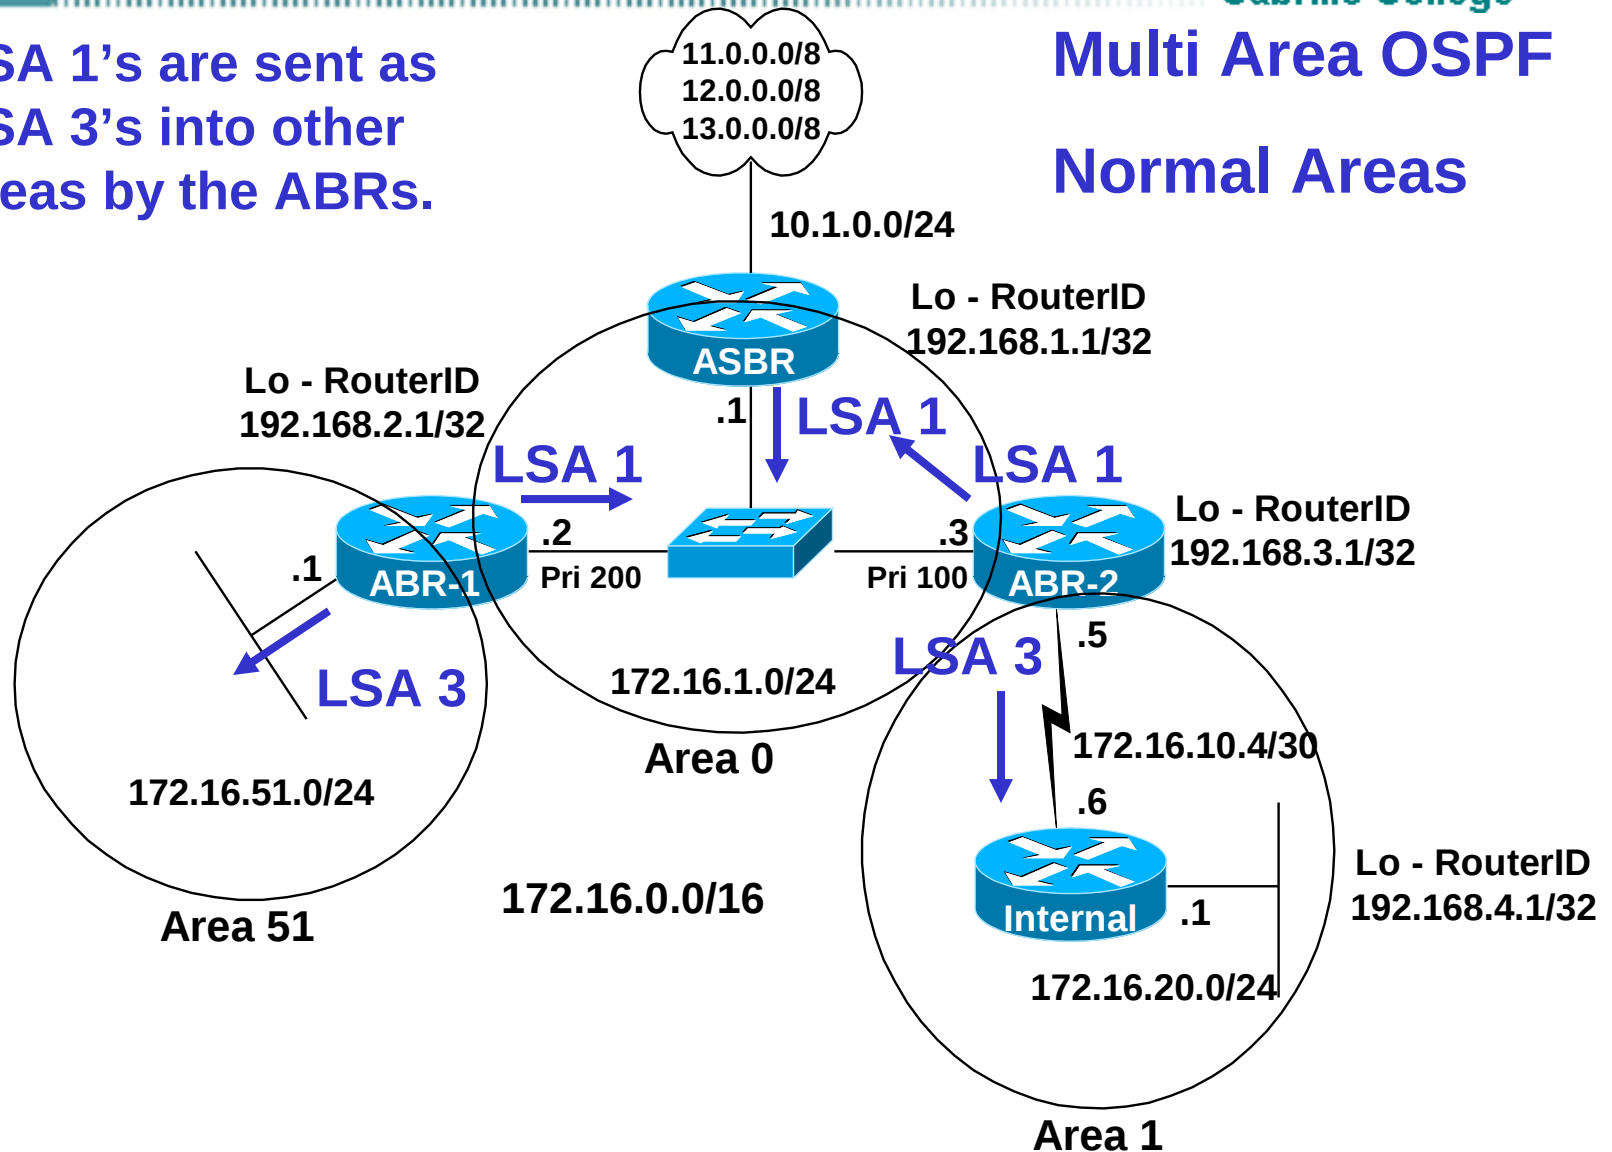 Multi Area OSPF
Normal Areas
1's are sent as
3's into other
by the ABRs.
11.0.0.0/8
12.0.0.0/8
13.0.0.0/8
10.1.0.0/24
Lo - RouterID
192.168.1.1/32
ASBR
.1
LSA 1
Lo - RouterID
192.168.2.1/32
LSA 1
LSA 1
Lo - RouterID
192.168.3.1/32
.2
Pri 200
.3
Pri 100
ABR-1
ABR-2
.1
LSA 3
172.16.51.0/24
Area 51
172.16.1.0/24
Area 0
LSA 3
.5
172.16.10.4/30
.6
Internal
.1
Lo - RouterID
192.168.4.1/32
172.16.20.0/24
172.16.0.0/16
Area 1